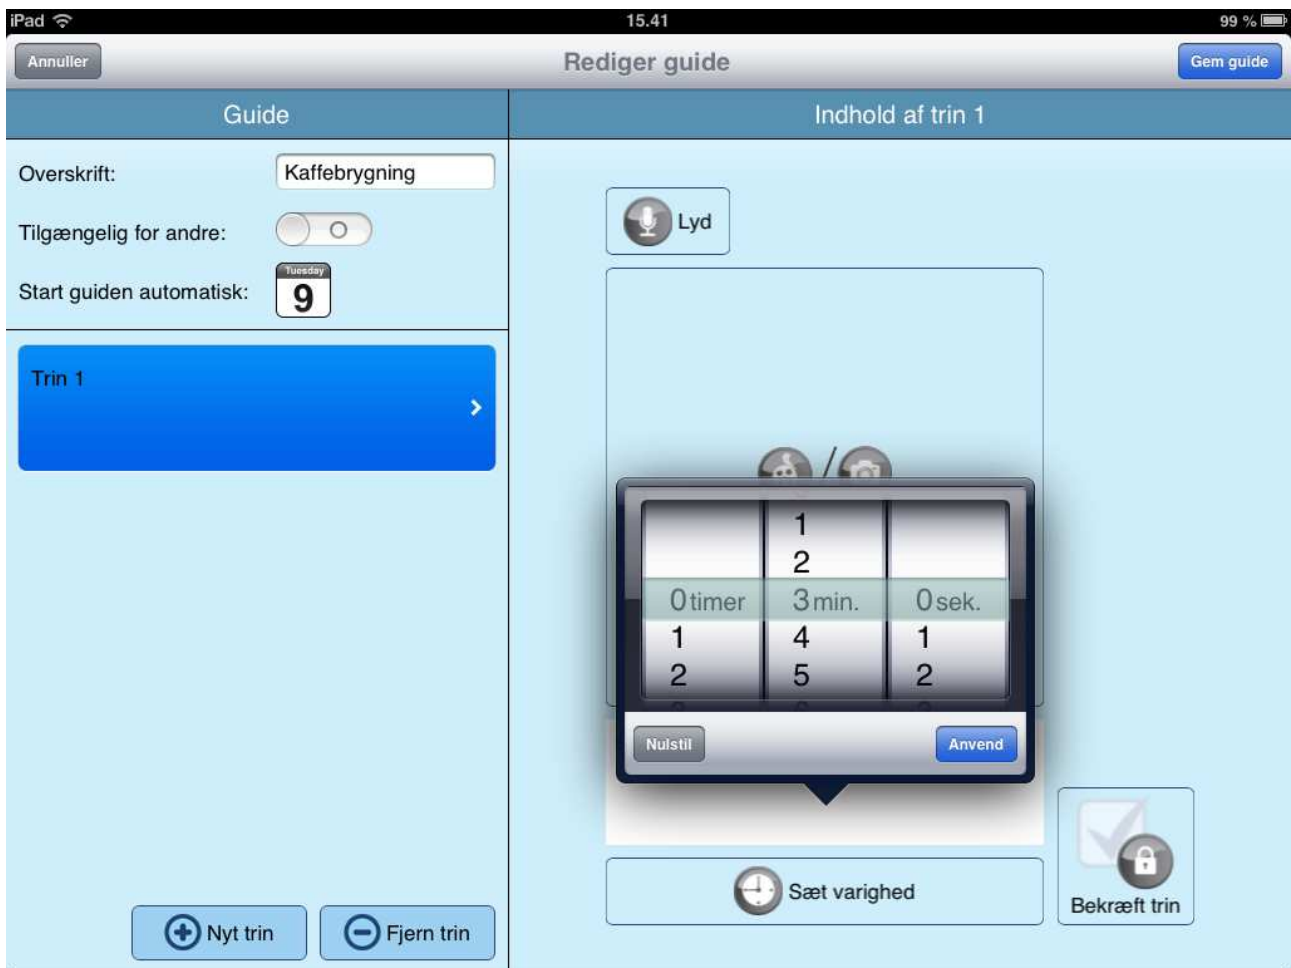 iPad 15.41 99 %
Annuller Rediger guide Gem guide
Guide
Overskrift: Kaffebrygning
Tilgængelig for andre:
Start guiden automatisk: Tuesday 9
Trin 1
Nyt trin Fjern trin
Indhold af trin 1
Lyd
/
1
2
0 timer 3 min. 0 sek.
1 4 1
2 5 2
Nulstil Anvend
Sæt varighed
Bekræft trin